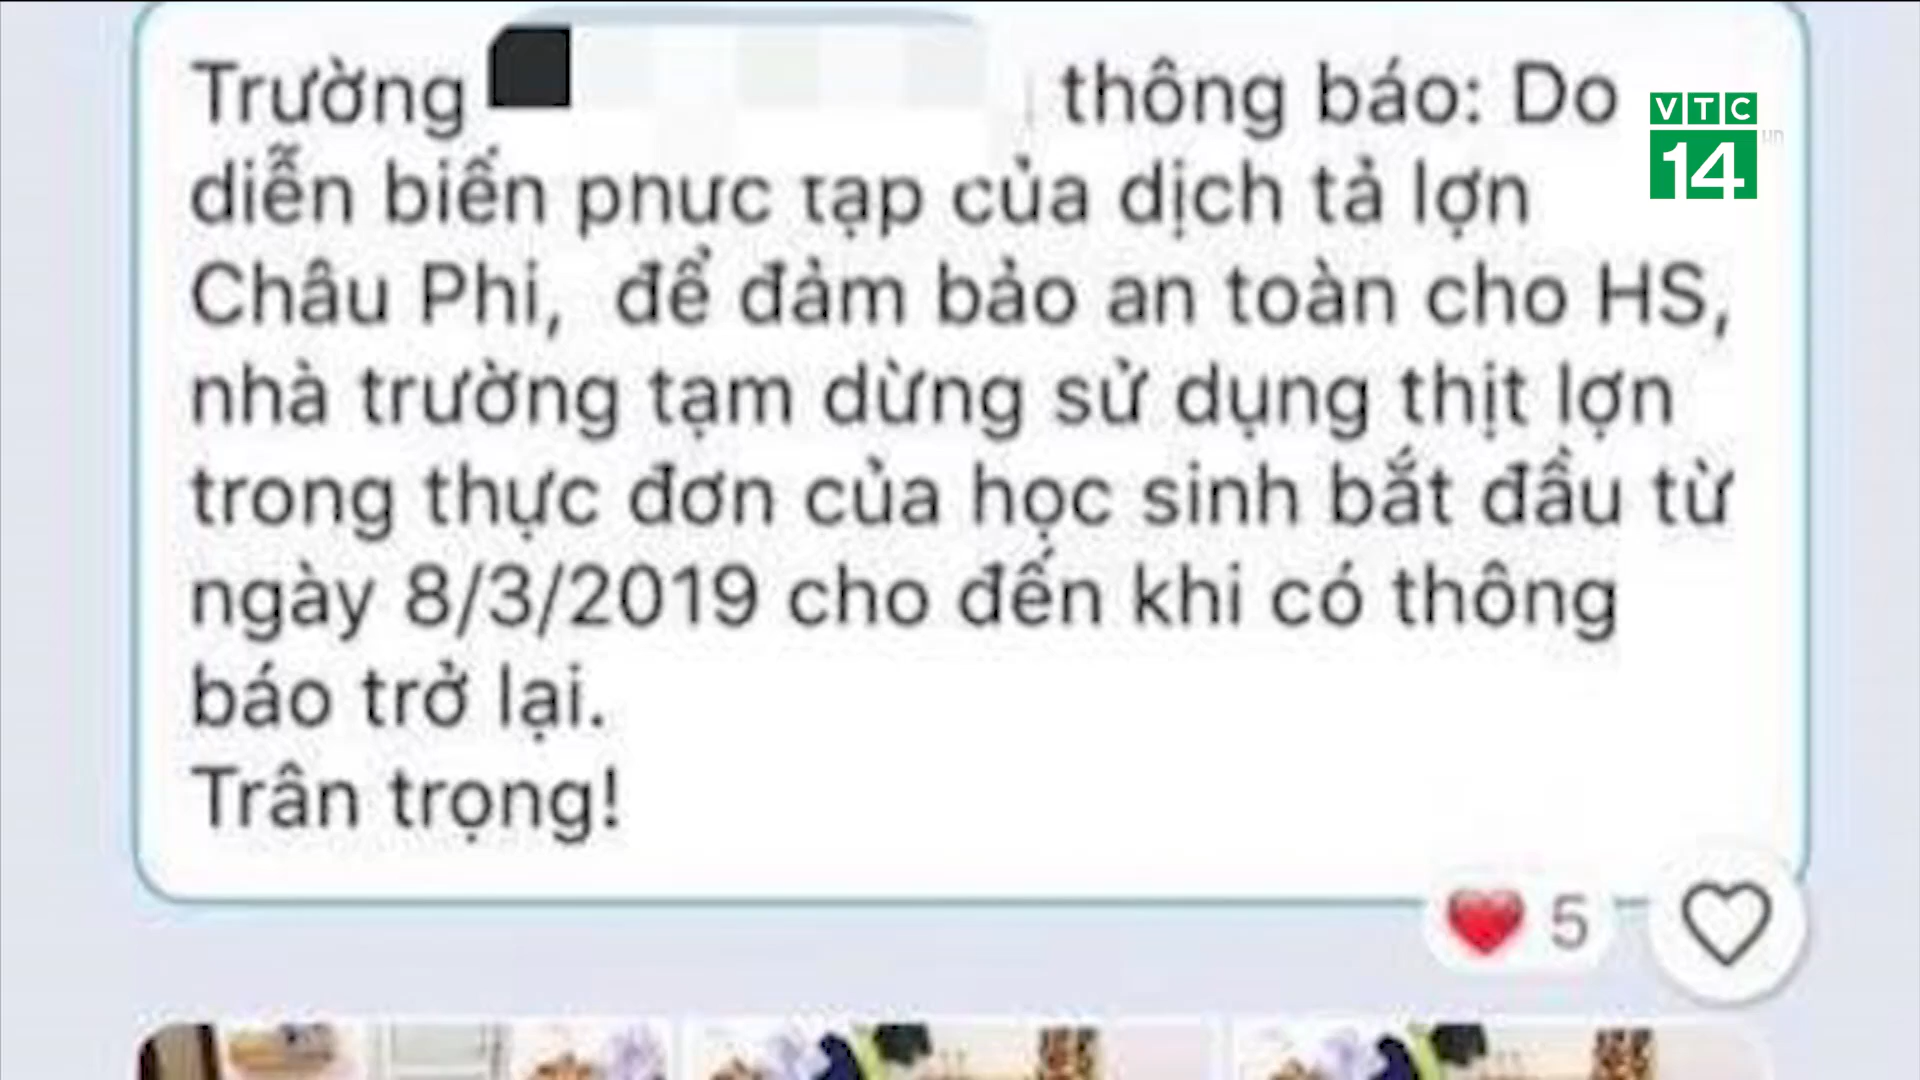 Trường thông báo: Do
diễn biến phức tạp của dịch tả lợn
Châu Phi, để đảm bảo an toàn cho HS,
nhà trường tạm dừng sử dụng thịt lợn
trong thực đơn của học sinh bắt đầu từ
ngày 8/3/2019 cho đến khi có thông
báo trở lại.
Trân trọng!
5
VTC
14